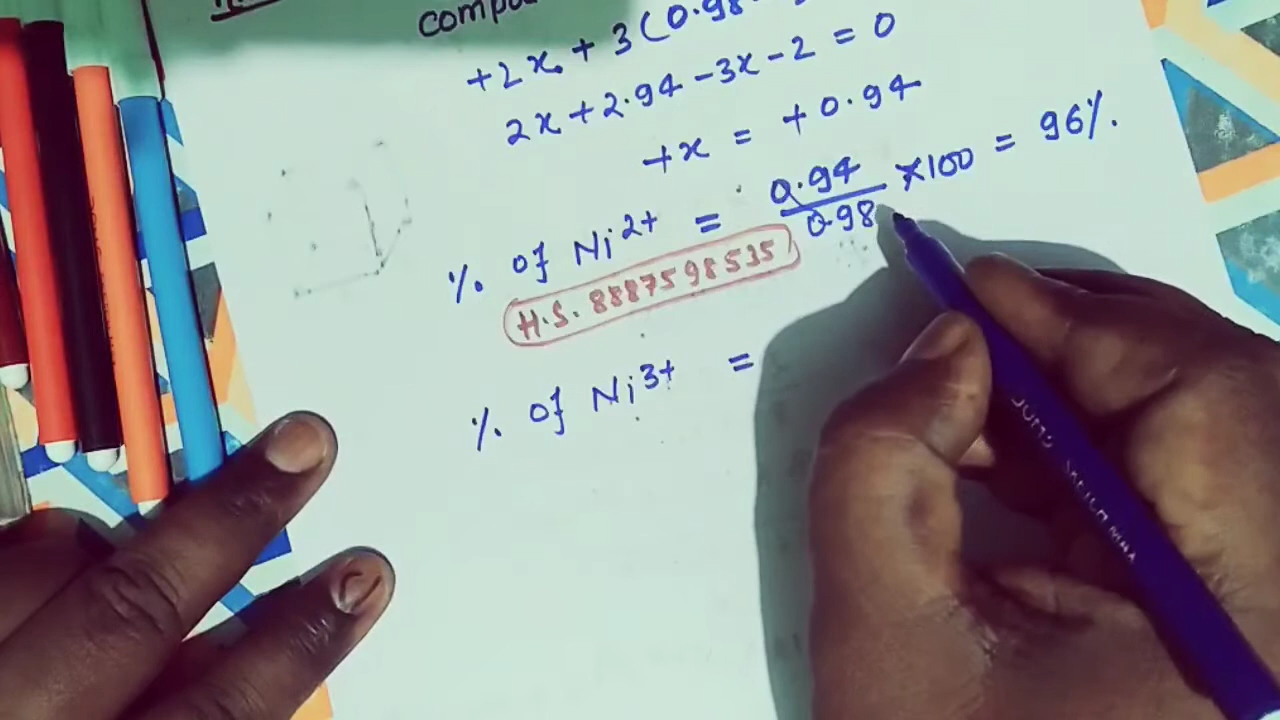 +2x + 3(0.98
2x + 2.94 - 3x - 2 = 0
+x = +0.94
% of Ni²⁺ = 0.94/0.98 × 100 = 96%.
H.S. 8887598535
% of Ni³⁺ =